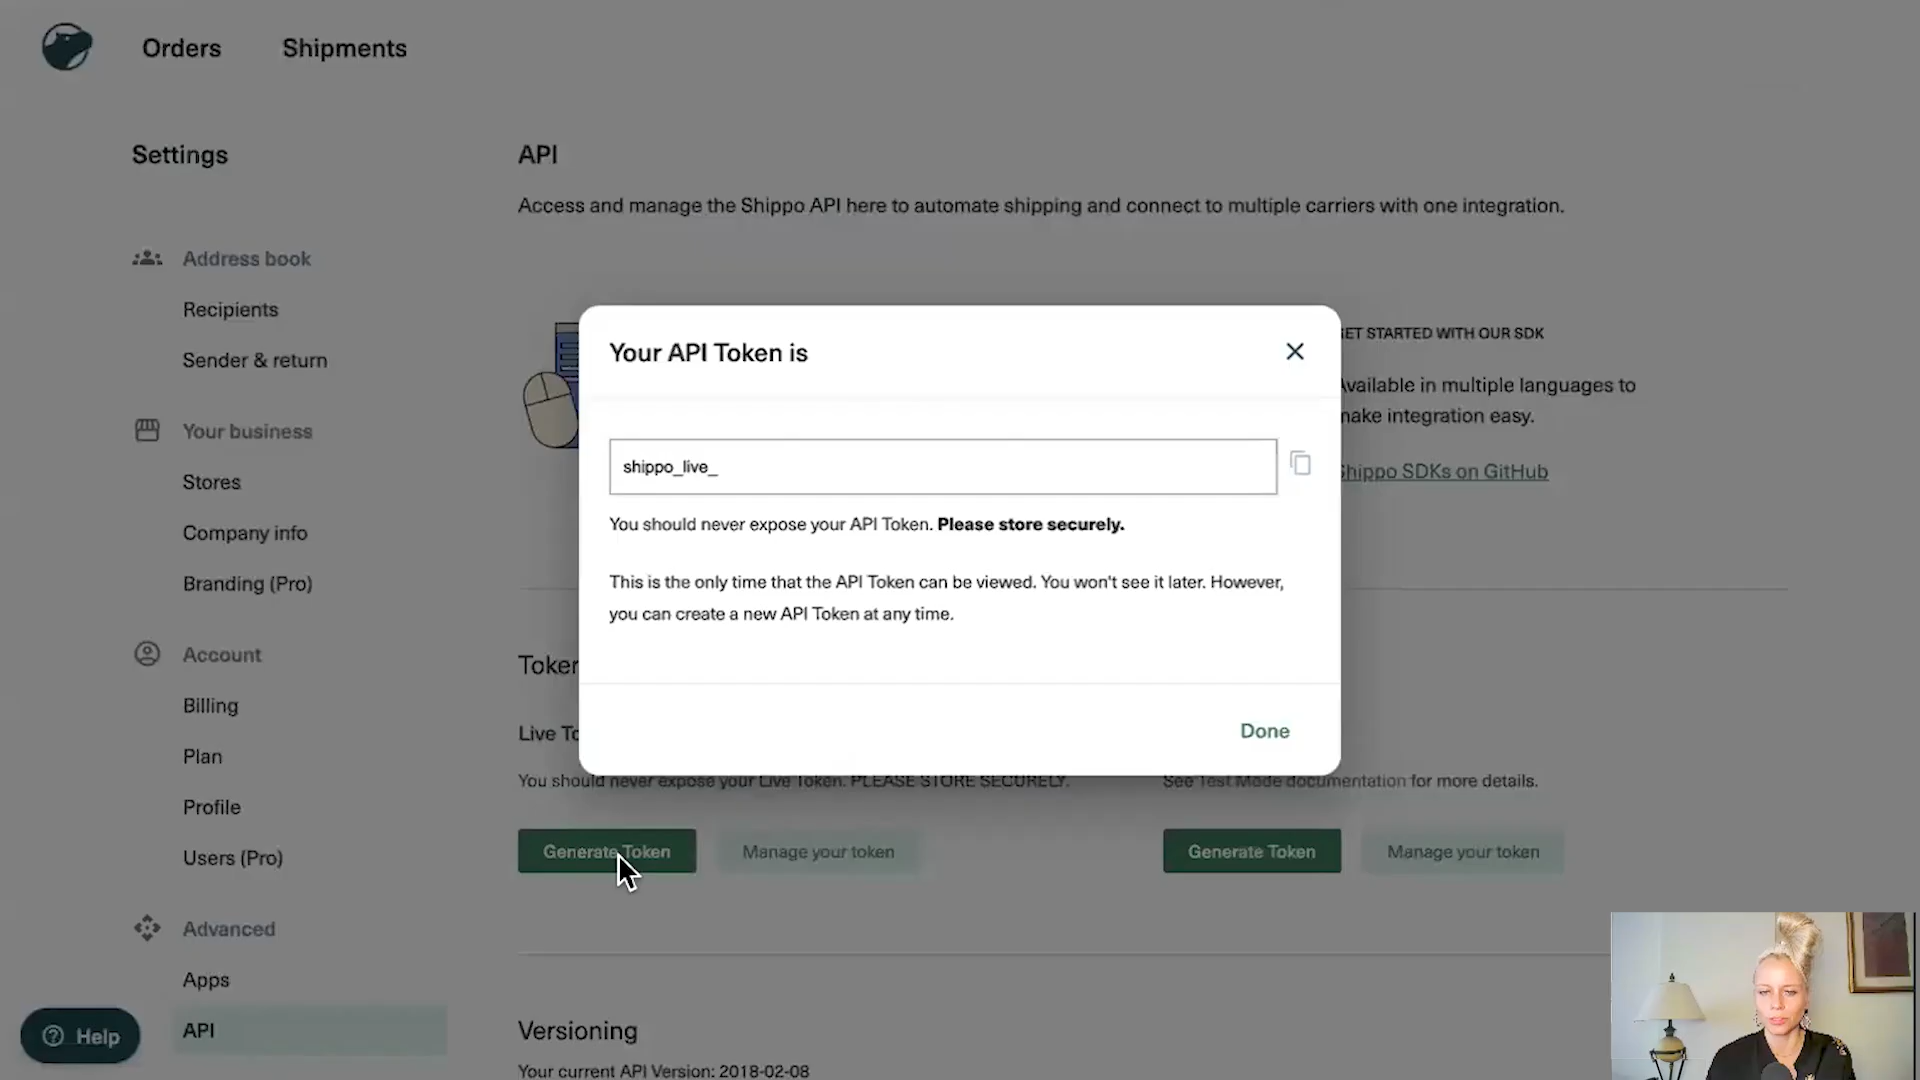 Orders
Shipments
Settings
Address book
Recipients
Sender & return
Your business
Stores
Company info
Branding (Pro)
Account
Billing
Plan
Profile
Users (Pro)
Advanced
Apps
API
Help
API
Access and manage the Shippo API here to automate shipping and connect to multiple carriers with one integration.
ET STARTED WITH OUR SDK
Available in multiple languages to
make integration easy.
Shippo SDKs on GitHub
Your API Token is
shippo_live_
You should never expose your API Token. Please store securely.
This is the only time that the API Token can be viewed. You won't see it later. However,
you can create a new API Token at any time.
Done
Token
Live To
You should never expose your Live Token. PLEASE STORE SECURELY.
See Test Mode documentation for more details.
Generate Token
Manage your token
Generate Token
Manage your token
Versioning
Your current API Version: 2018-02-08